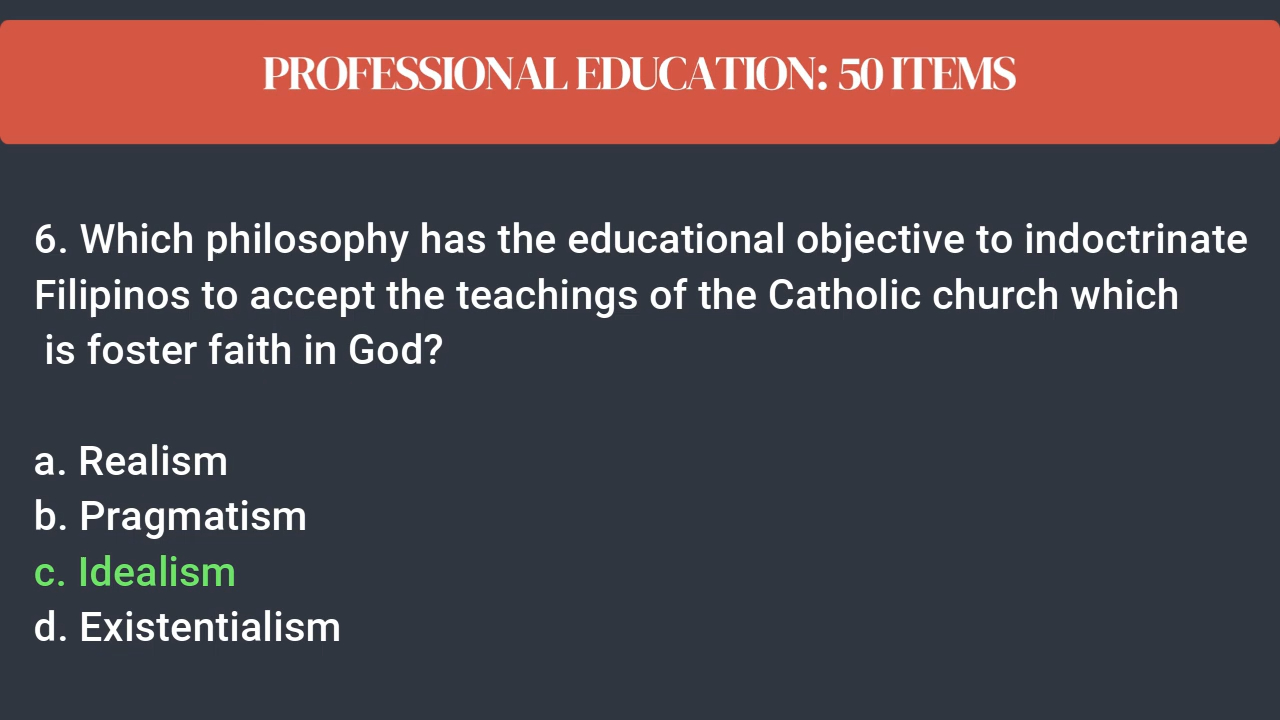 PROFESSIONAL EDUCATION: 50 ITEMS
6. Which philosophy has the educational objective to indoctrinate
Filipinos to accept the teachings of the Catholic church which
is foster faith in God?
a. Realism
b. Pragmatism
c. Idealism
d. Existentialism